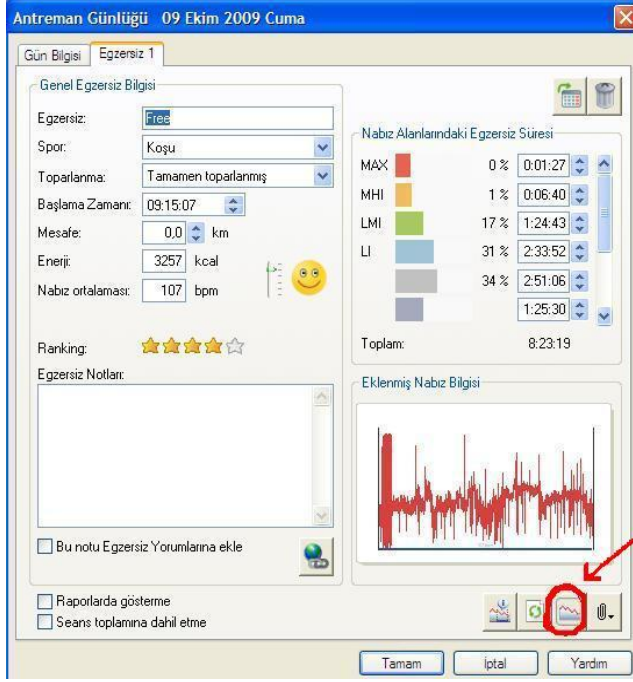 Antreman Günlüğü 09 Ekim 2009 Cuma
Gün Bilgisi Egzersiz 1
Genel Egzersiz Bilgisi
Egzersiz: Free
Spor: Koşu
Toparlanma: Tamamen toparlanmış
Başlama Zamanı: 09:15:07
Mesafe: 0,0 km
Enerji: 3257 kcal
Nabız ortalaması: 107 bpm
Ranking:
Egzersiz Notları:
Bu notu Egzersiz Yorumlarına ekle
Raporlarda gösterme
Seans toplamına dahil etme
Nabız Alanlarındaki Egzersiz Süresi
MAX 0 % 0:01:27
MHI 1 % 0:06:40
LMI 17 % 1:24:43
LI 31 % 2:33:52
34 % 2:51:06
1:25:30
Toplam: 8:23:19
Eklenmiş Nabız Bilgisi
Tamam İptal Yardım